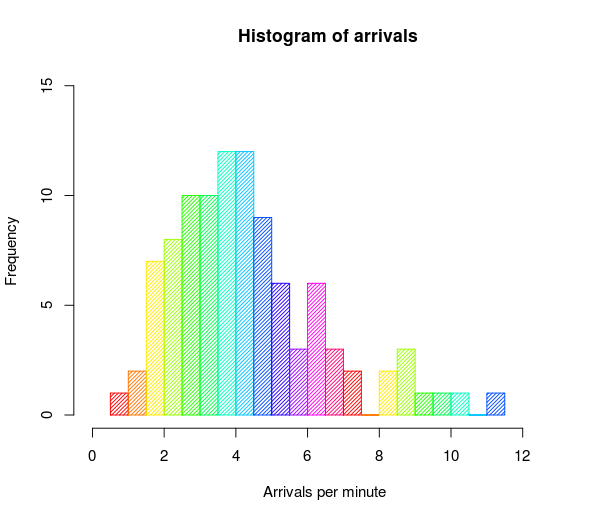 Histogram of arrivals
15
10
5
0
Frequency
0 2 4 6 8 10 12
Arrivals per minute